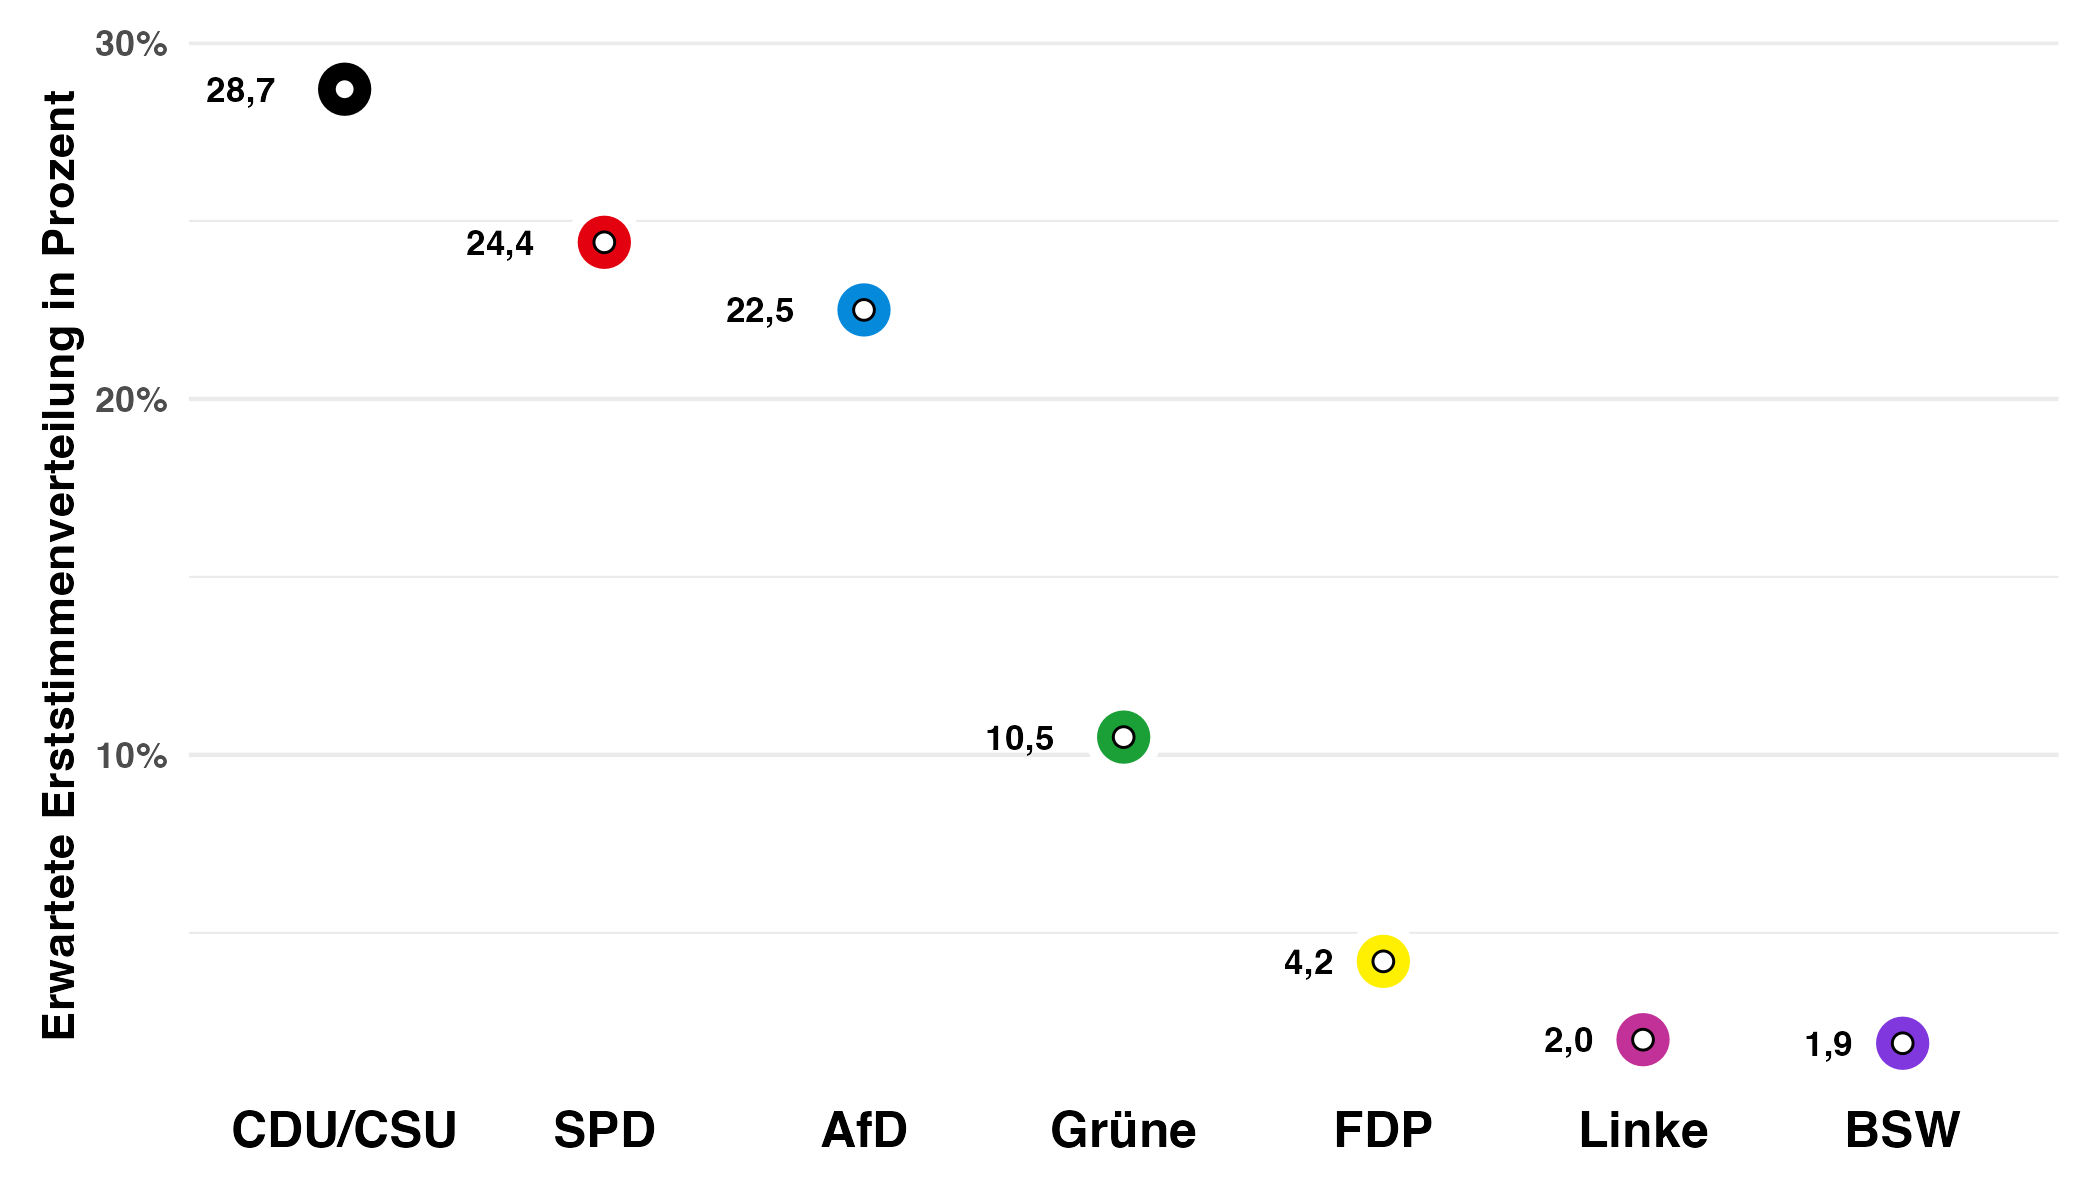 Erwartete Erststimmenverteilung in Prozent
30%
20%
10%
28,7
24,4
22,5
10,5
4,2
2,0
1,9
CDU/CSU
SPD
AfD
Grüne
FDP
Linke
BSW